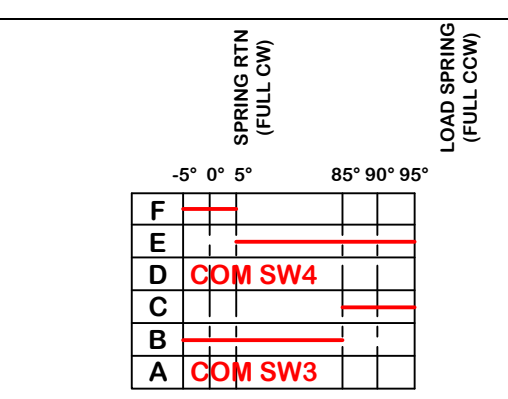 SPRING RTN
(FULL CW)
LOAD SPRING
(FULL CCW)
-5° 0° 5° 85° 90° 95°
F
E
D COM SW4
C
B
A COM SW3